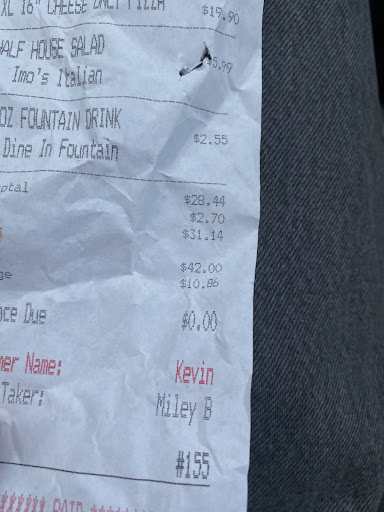 XL 16" CHEESE ONLY PIZZA $19.90
HALF HOUSE SALAD 5.99
Imo's Italian
OZ FOUNTAIN DRINK $2.55
Dine In Fountain
otal $28.44
$2.70
$31.14
$42.00
ge $10.86
nce Due $0.00
mer Name: Kevin
Taker: Miley B
#155
****** PAID ******